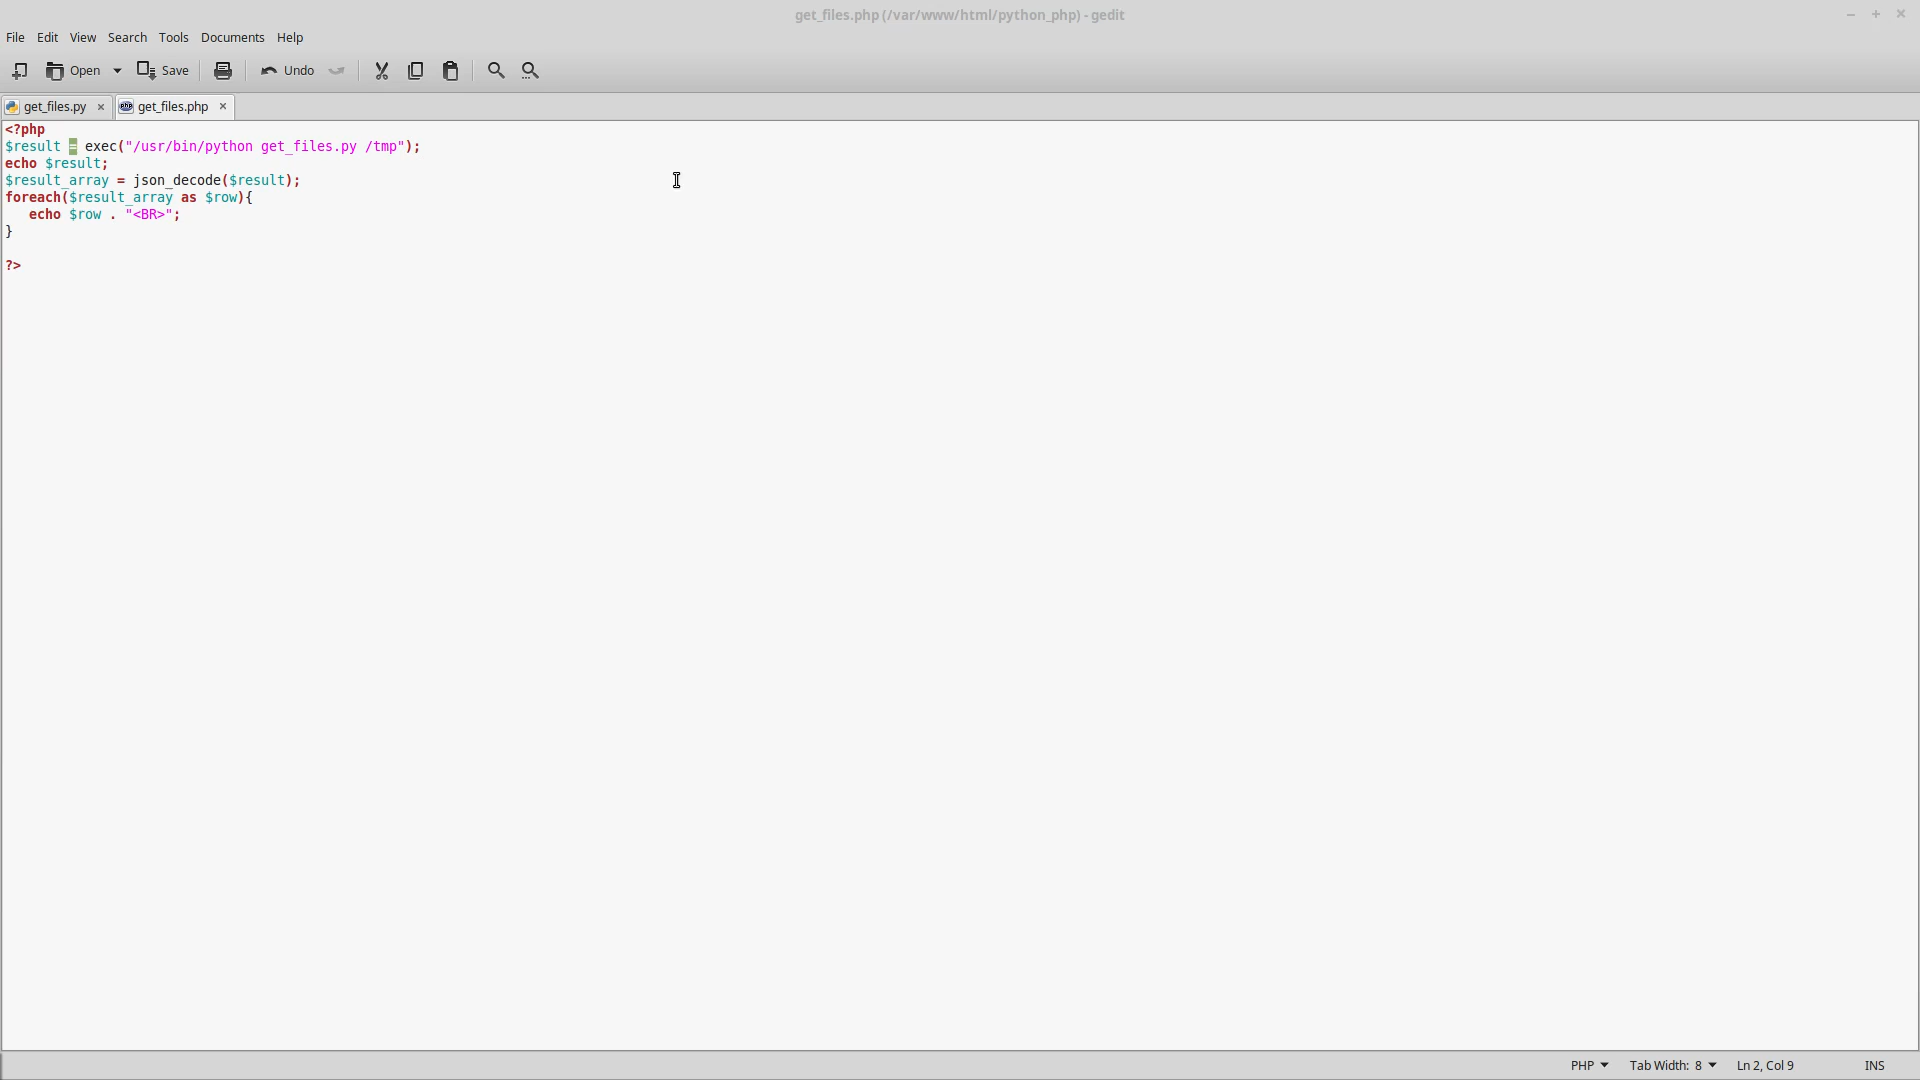 get_files.php (/var/www/html/python_php) - gedit
File Edit View Search Tools Documents Help
Open Save Undo
get_files.py × get_files.php ×
<?php
$result = exec("/usr/bin/python get_files.py /tmp");
echo $result;
$result_array = json_decode($result);
foreach($result_array as $row){
   echo $row . "<BR>";
}
?>
PHP Tab Width: 8 Ln 2, Col 9 INS